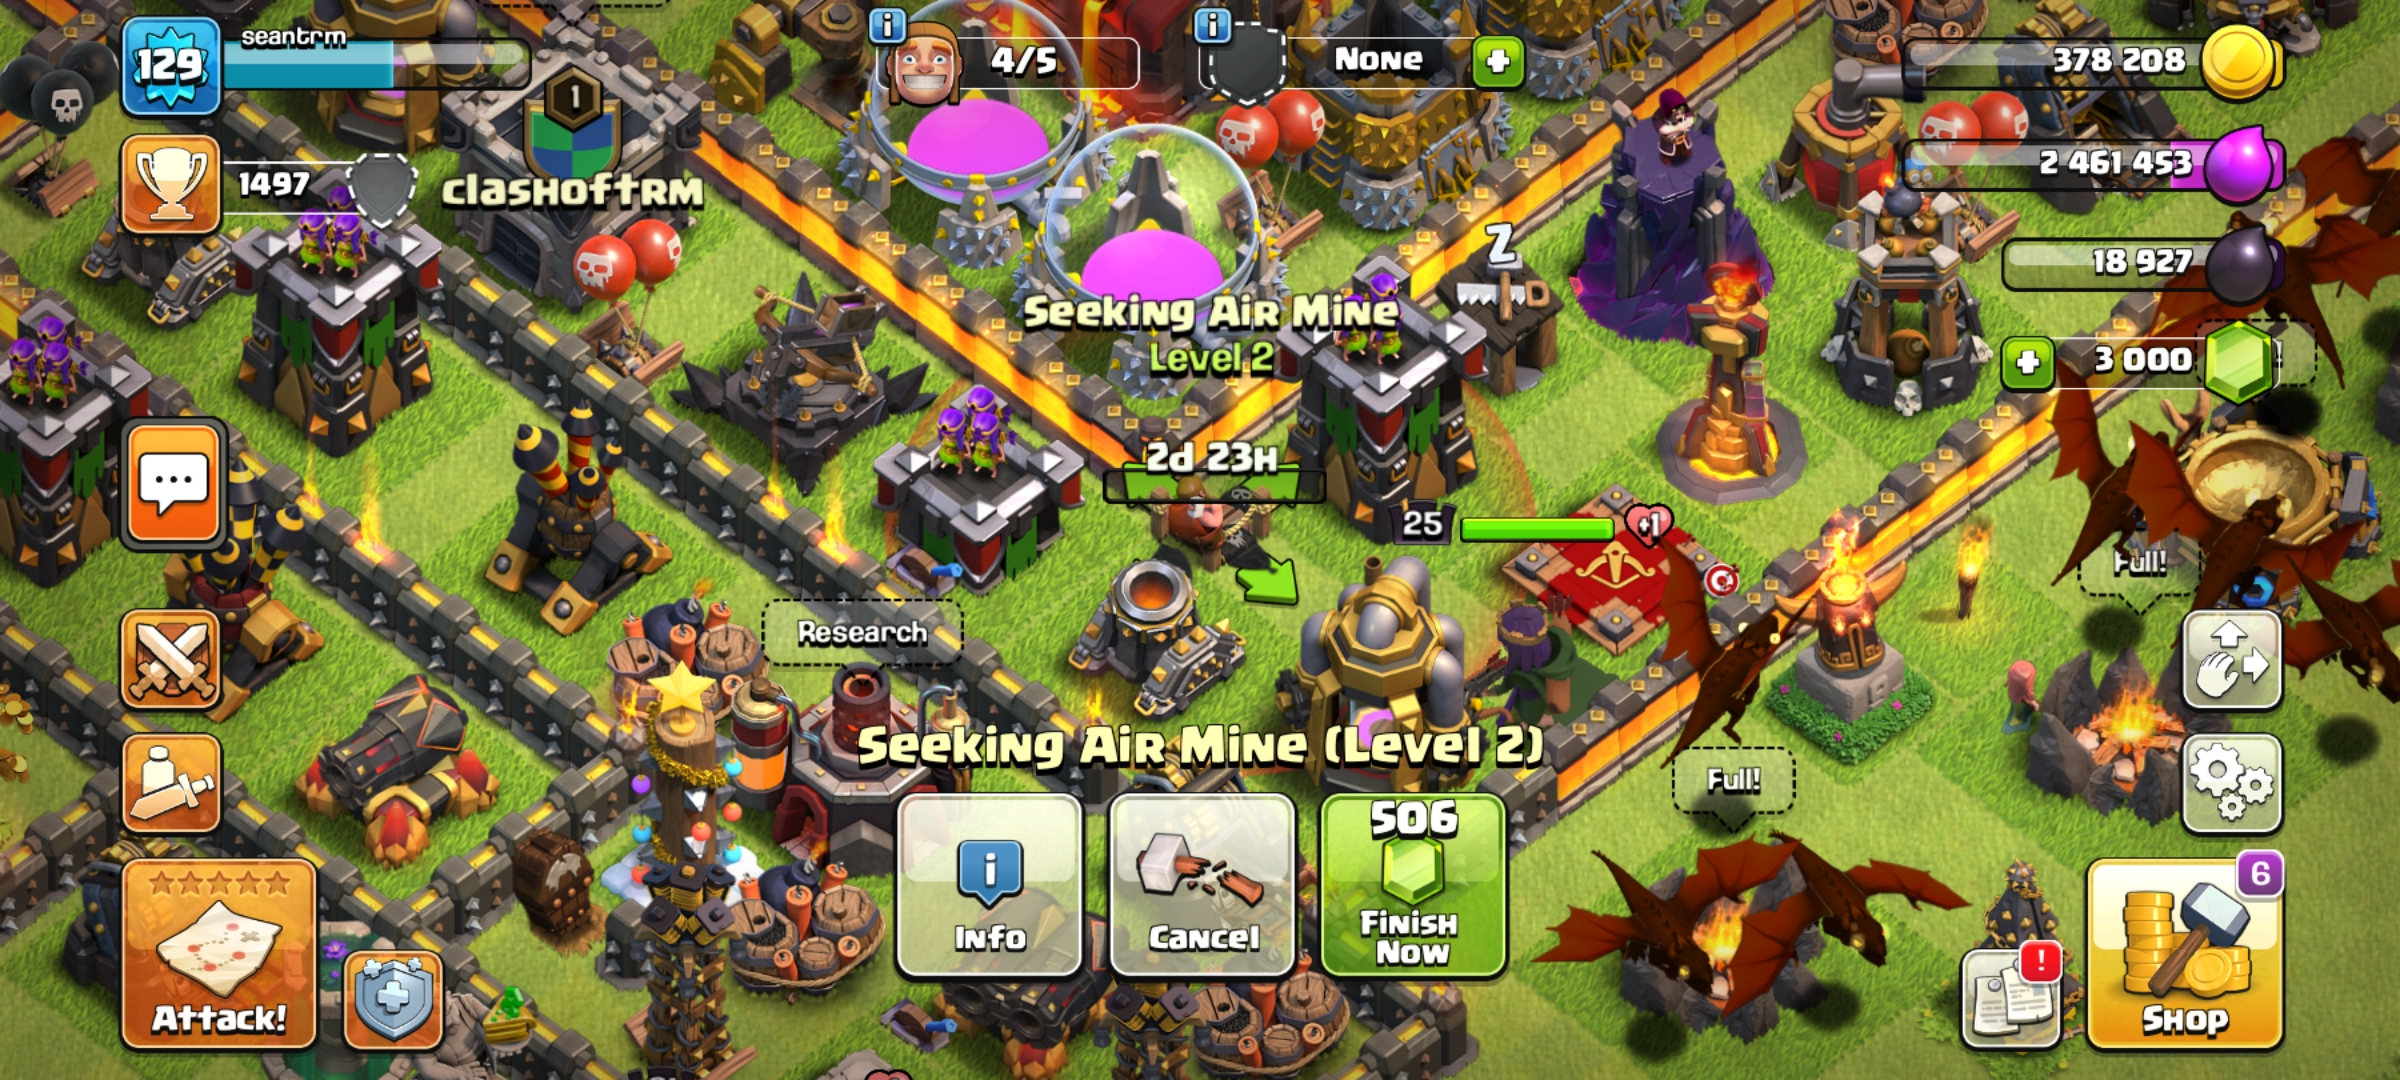 129
seantrm
4/5
None
378 208
1497
1
clashoftrm
2 461 453
Z
18 927
Seeking Air Mine
Level 2
3 000
2d 23H
25
+1
Full!
Research
Seeking Air Mine (Level 2)
Full!
506
Info
Cancel
Finish
Now
6
!
Attack!
Shop